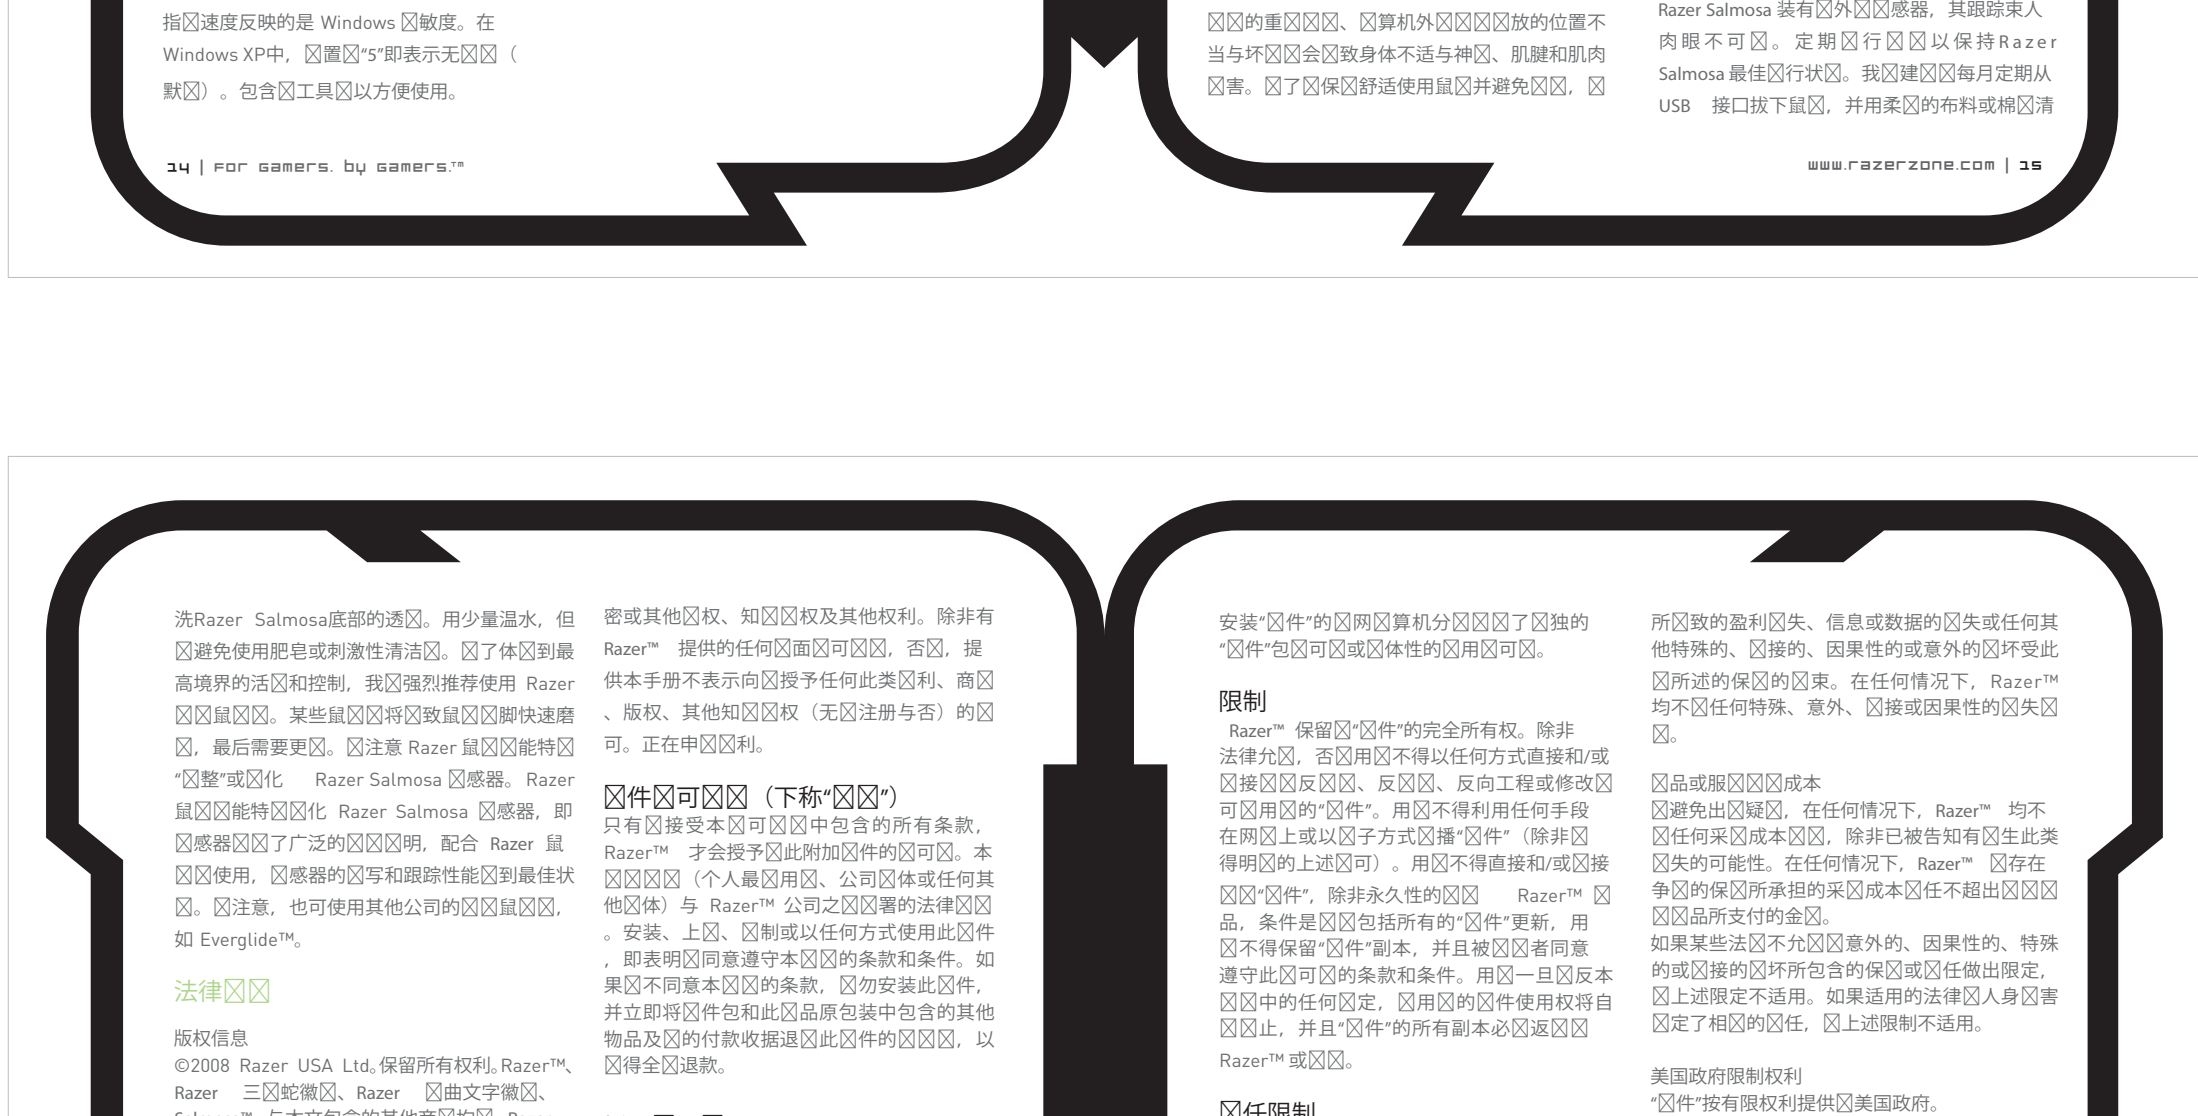 指☒速度反映的是 Windows ☒敏度。在
Windows XP中，☒置☒“5”即表示无☒☒（
默☒）。包含☒工具☒以方便使用。
14 | For Gamers. by Gamers.™
☒☒的重☒☒☒、☒算机外☒☒☒☒放的位置不
当与坏☒☒会☒致身体不适与神☒、肌腱和肌肉
☒害。☒了☒保☒舒适使用鼠☒并避免☒☒，☒
Razer Salmosa 装有☒外☒☒感器，其跟踪束人
肉眼不可☒。定期☒行☒☒以保持Razer
Salmosa 最佳☒行状☒。我☒建☒☒每月定期从
USB 接口拔下鼠☒，并用柔☒的布料或棉☒清
www.razerzone.com | 15
洗Razer Salmosa底部的透☒。用少量温水，但
☒避免使用肥皂或刺激性清洁☒。☒了体☒到最
高境界的活☒和控制，我☒强烈推荐使用 Razer
☒☒鼠☒☒。某些鼠☒☒将☒致鼠☒☒脚快速磨
☒，最后需要更☒。☒注意 Razer 鼠☒☒能特☒
“☒整”或☒化 Razer Salmosa ☒感器。Razer
鼠☒☒能特☒☒化 Razer Salmosa ☒感器，即
☒感器☒☒了广泛的☒☒☒明，配合 Razer 鼠
☒☒使用，☒感器的☒写和跟踪性能☒到最佳状
☒。☒注意，也可使用其他公司的☒☒鼠☒☒，
如 Everglide™。
法律☒☒
版权信息
©2008 Razer USA Ltd。保留所有权利。Razer™、
Razer 三☒蛇徽☒、Razer ☒曲文字徽☒、
密或其他☒权、知☒☒权及其他权利。除非有
Razer™ 提供的任何☒面☒可☒☒，否☒，提
供本手册不表示向☒授予任何此类☒利、商☒
、版权、其他知☒☒权（无☒注册与否）的☒
可。正在申☒☒利。
☒件☒可☒☒（下称“☒☒”）
只有☒接受本☒可☒☒中包含的所有条款，
Razer™ 才会授予☒此附加☒件的☒可☒。本
☒☒☒☒（个人最☒用☒、公司☒体或任何其
他☒体）与 Razer™ 公司之☒☒署的法律☒☒
。安装、上☒、☒制或以任何方式使用此☒件
，即表明☒同意遵守本☒☒的条款和条件。如
果☒不同意本☒☒的条款，☒勿安装此☒件，
并立即将☒件包和此☒品原包装中包含的其他
物品及☒的付款收据退☒此☒件的☒☒☒，以
☒得全☒退款。
安装“☒件”的☒网☒算机分☒☒☒了☒独的
“☒件”包☒可☒或☒体性的☒用☒可☒。
限制
Razer™ 保留☒“☒件”的完全所有权。除非
法律允☒，否☒用☒不得以任何方式直接和/或
☒接☒☒反☒☒、反☒☒、反向工程或修改☒
可☒用☒的“☒件”。用☒不得利用任何手段
在网☒上或以☒子方式☒播“☒件”（除非☒
得明☒的上述☒可）。用☒不得直接和/或☒接
☒☒“☒件”，除非永久性的☒☒ Razer™ ☒
品，条件是☒☒包括所有的“☒件”更新，用
☒不得保留“☒件”副本，并且被☒☒者同意
遵守此☒可☒的条款和条件。用☒一旦☒反本
☒☒中的任何☒定，☒用☒的☒件使用权将自
☒☒止，并且“☒件”的所有副本必☒返☒☒
Razer™ 或☒☒。
☒任限制
所☒致的盈利☒失、信息或数据的☒失或任何其
他特殊的、☒接的、因果性的或意外的☒坏受此
☒所述的保☒的☒束。在任何情况下，Razer™
均不☒任何特殊、意外、☒接或因果性的☒失☒
☒。
☒品或服☒☒☒成本
☒避免出☒疑☒，在任何情况下，Razer™ 均不
☒任何采☒成本☒☒，除非已被告知有☒生此类
☒失的可能性。在任何情况下，Razer™ ☒存在
争☒的保☒所承担的采☒成本☒任不超出☒☒☒
☒☒品所支付的金☒。
如果某些法☒不允☒☒意外的、因果性的、特殊
的或☒接的☒坏所包含的保☒或☒任做出限定，
☒上述限定不适用。如果适用的法律☒人身☒害
☒定了相☒的☒任，☒上述限制不适用。
美国政府限制权利
“☒件”按有限权利提供☒美国政府。